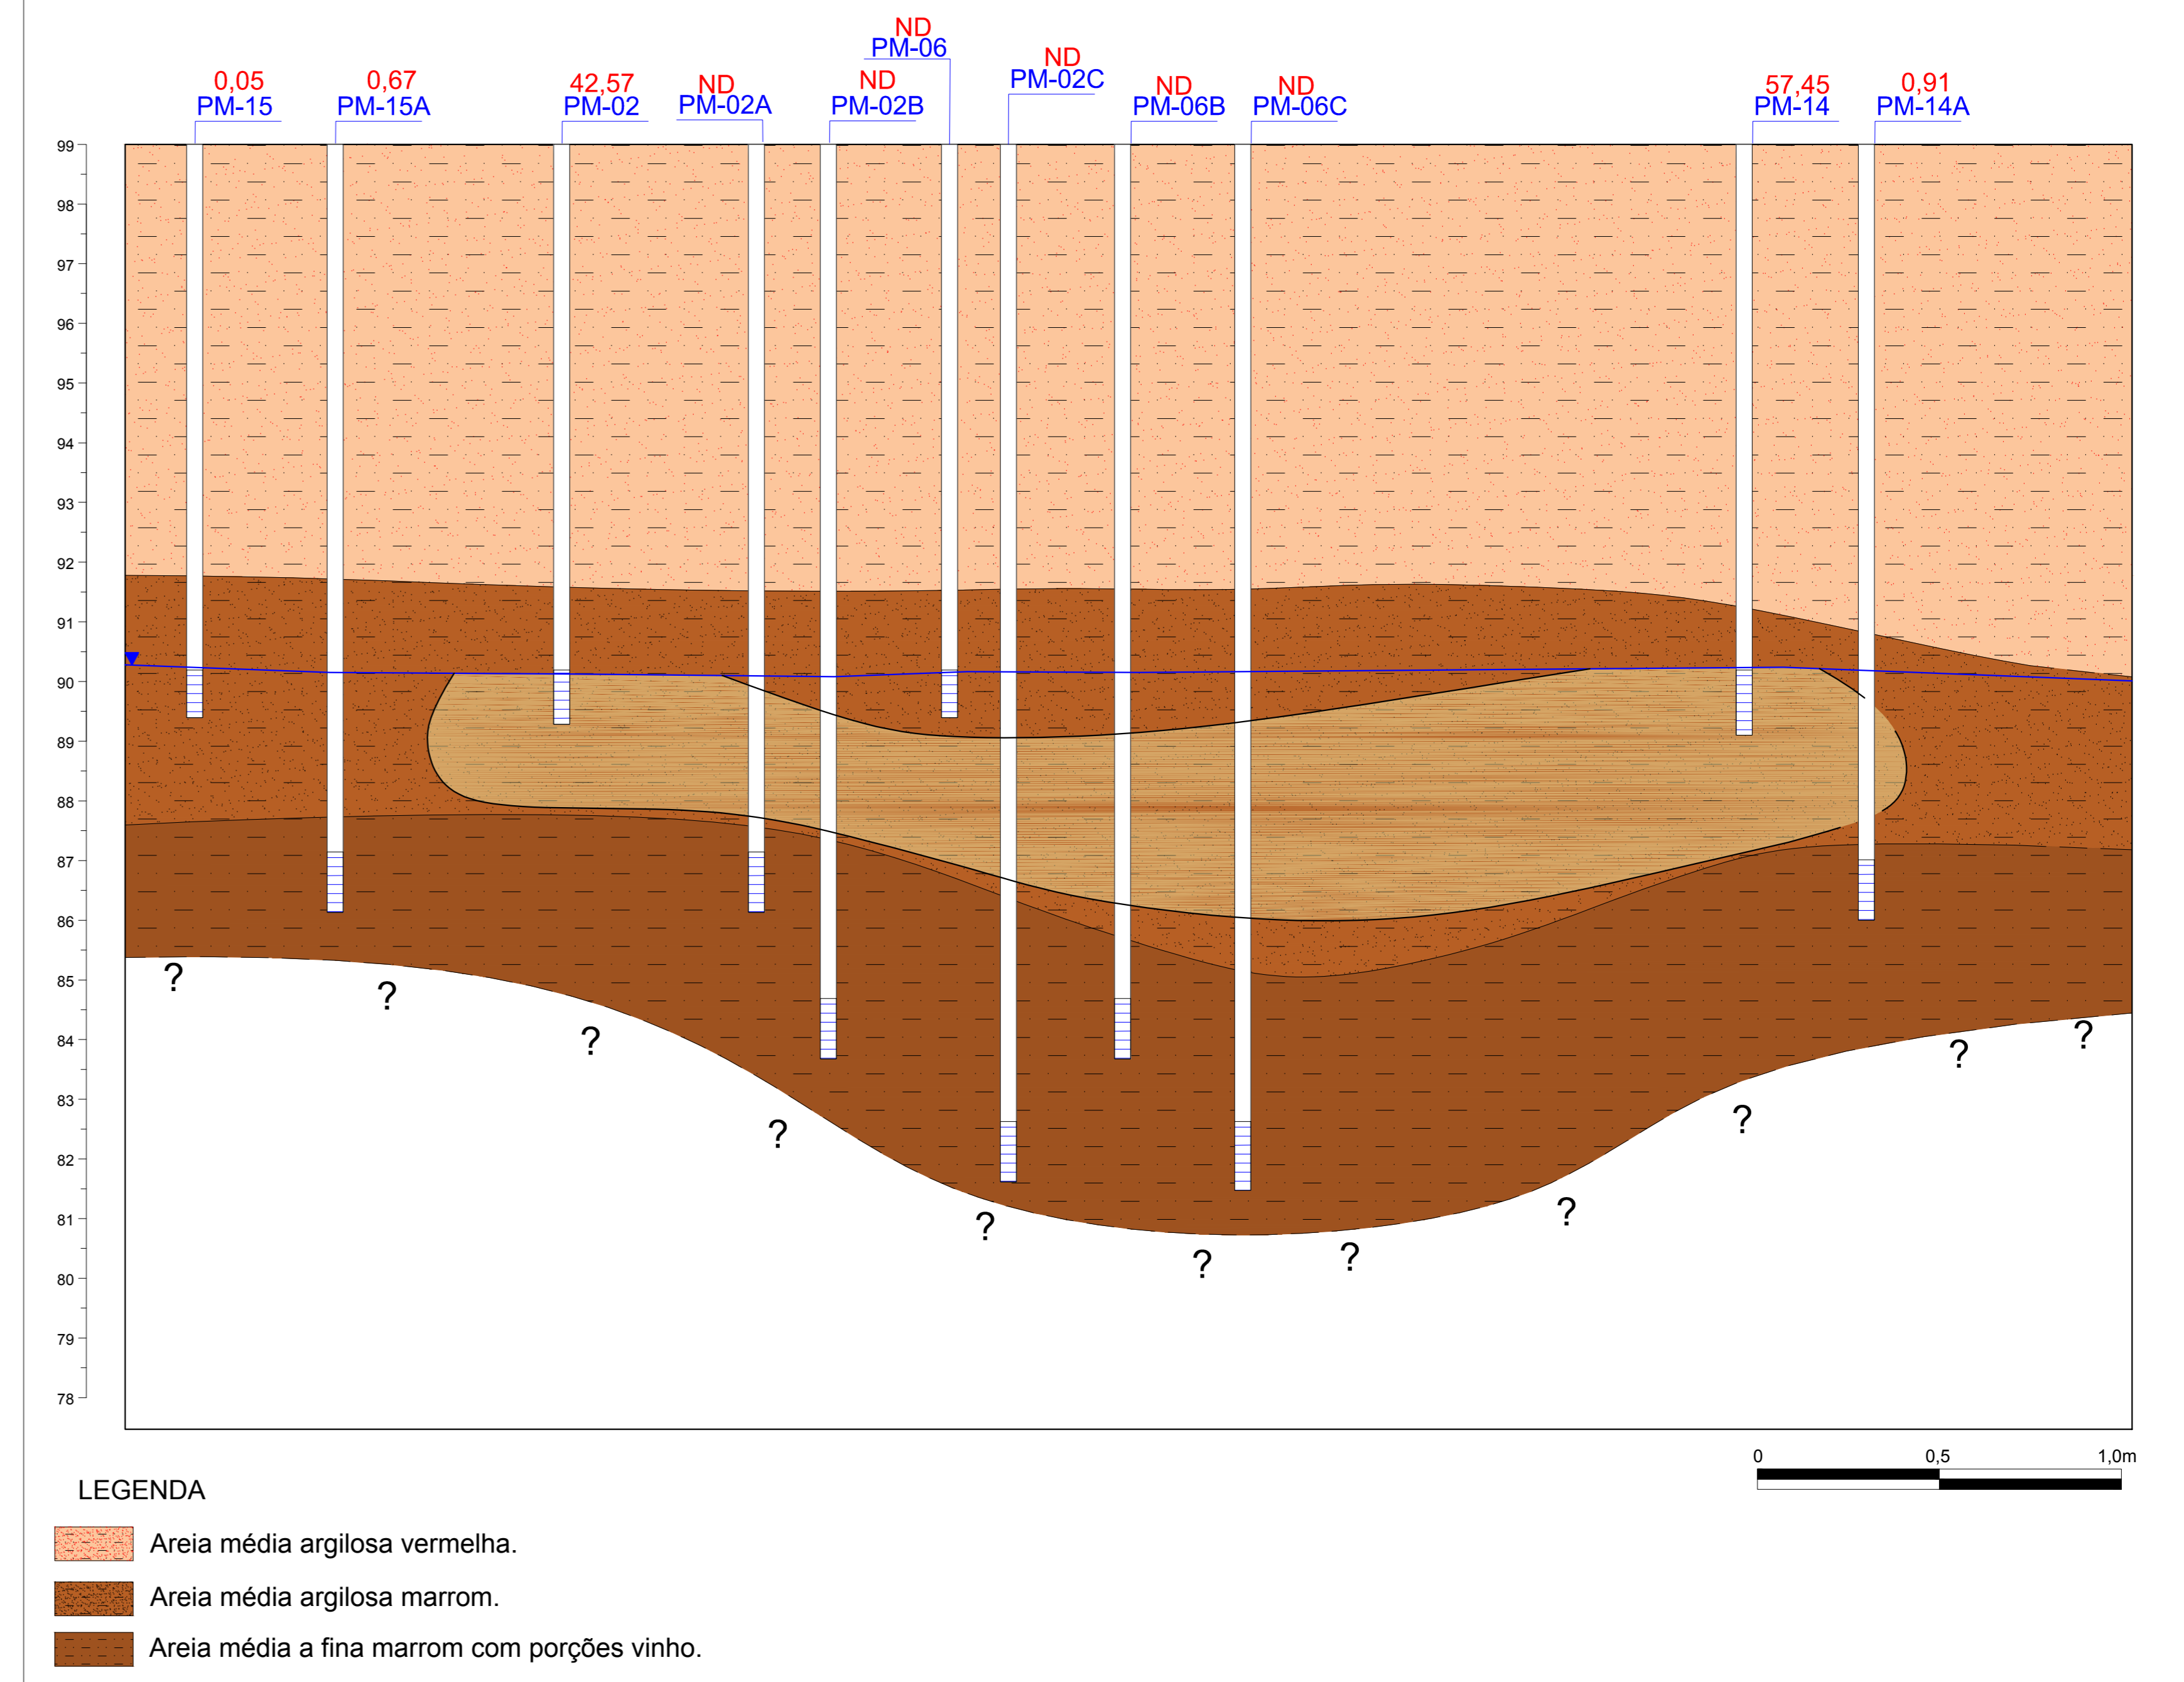 ND
PM-06
0,05
PM-15
0,67
PM-15A
42,57
PM-02
ND
PM-02A
ND
PM-02B
ND
PM-02C
ND
PM-06B
ND
PM-06C
57,45
PM-14
0,91
PM-14A
99
98
97
96
95
94
93
92
91
90
89
88
87
86
85
84
83
82
81
80
79
78
?
?
?
?
?
?
?
?
?
?
?
0 0,5 1,0m
LEGENDA
Areia média argilosa vermelha.
Areia média argilosa marrom.
Areia média a fina marrom com porções vinho.